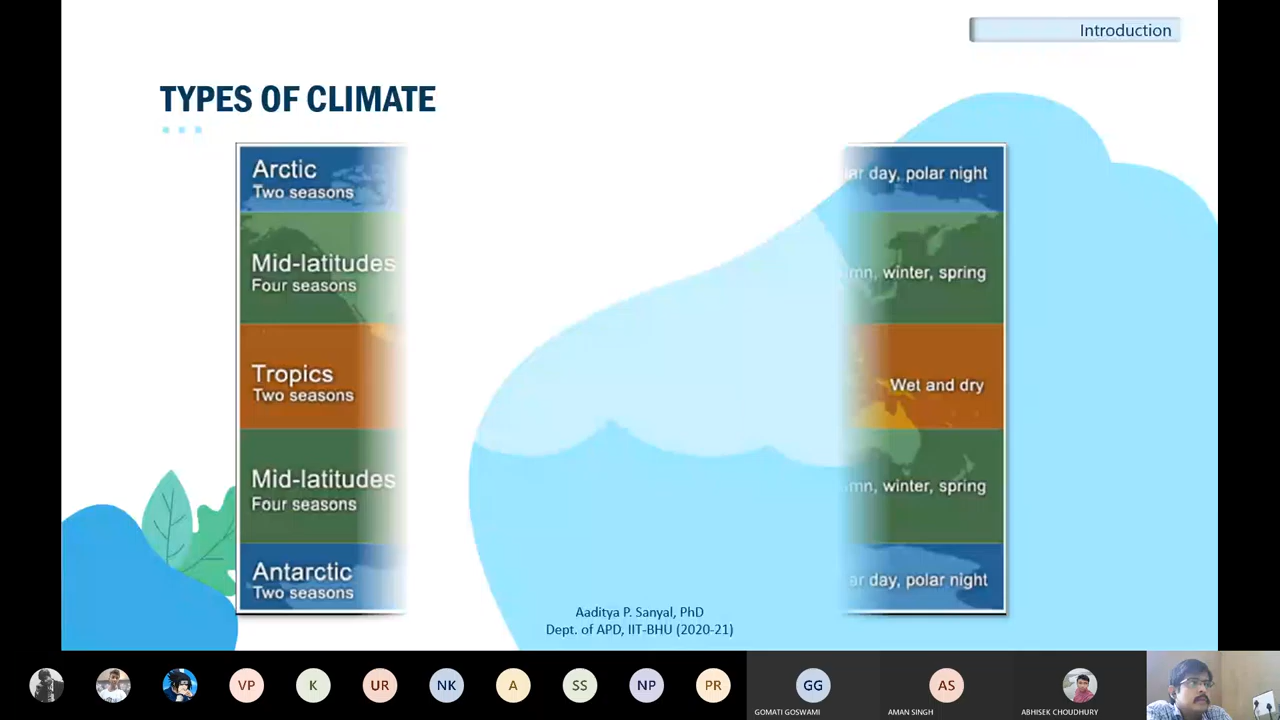 Introduction
TYPES OF CLIMATE
Arctic
Two seasons
day, polar night
Mid-latitudes
Four seasons
winter, spring
Tropics
Two seasons
Wet and dry
Mid-latitudes
Four seasons
winter, spring
Antarctic
Two seasons
day, polar night
Aaditya P. Sanyal, PhD
Dept. of APD, IIT-BHU (2020-21)
VP
K
UR
NK
A
SS
NP
PR
GG
AS
GOMATI GOSWAMI
AMAN SINGH
ABHISEK CHOUDHURY